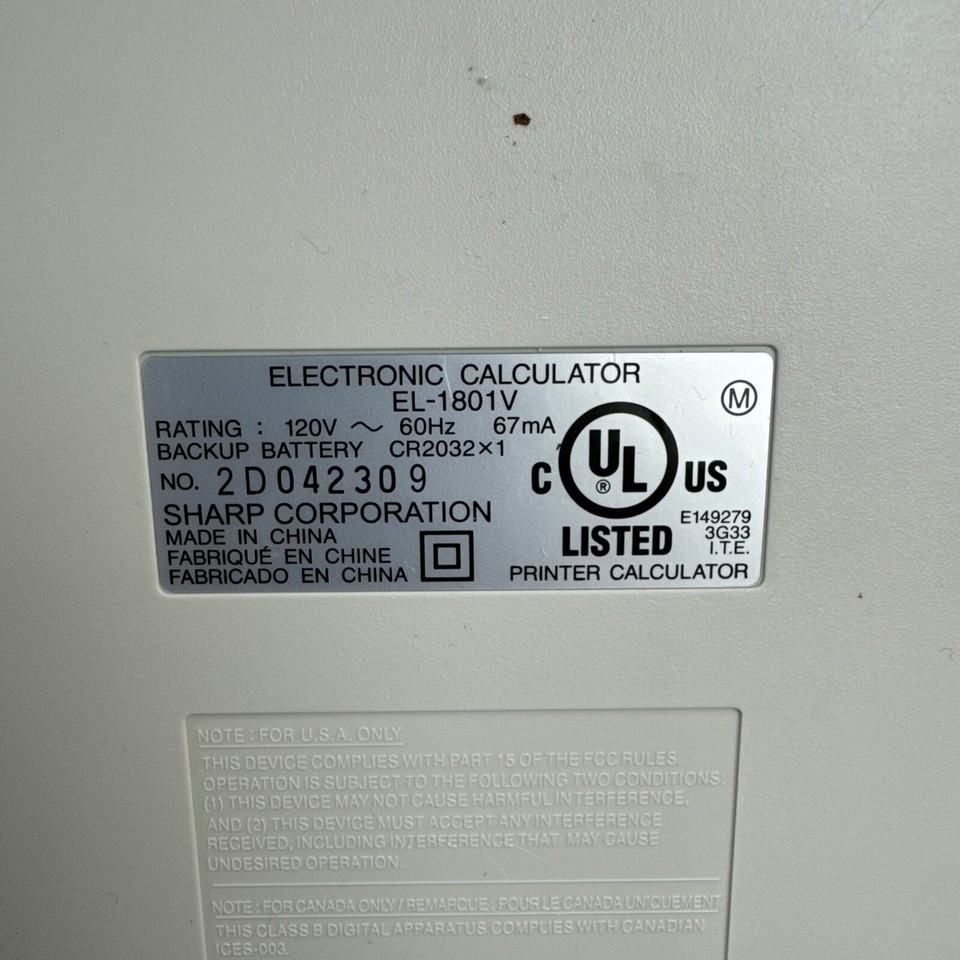 ELECTRONIC CALCULATOR
EL-1801V
M
RATING : 120V ~ 60Hz 67mA
BACKUP BATTERY CR2032×1
NO. 2D042309
SHARP CORPORATION
MADE IN CHINA
FABRIQUÉ EN CHINE
FABRICADO EN CHINA
C UL ® US
LISTED
E149279
3G33
I.T.E.
PRINTER CALCULATOR
NOTE : FOR U.S.A. ONLY
THIS DEVICE COMPLIES WITH PART 15 OF THE FCC RULES.
OPERATION IS SUBJECT TO THE FOLLOWING TWO CONDITIONS:
(1) THIS DEVICE MAY NOT CAUSE HARMFUL INTERFERENCE,
AND (2) THIS DEVICE MUST ACCEPT ANY INTERFERENCE
RECEIVED, INCLUDING INTERFERENCE THAT MAY CAUSE
UNDESIRED OPERATION.
NOTE : FOR CANADA ONLY / REMARQUE : POUR LE CANADA UNIQUEMENT
THIS CLASS B DIGITAL APPARATUS COMPLIES WITH CANADIAN
ICES-003.